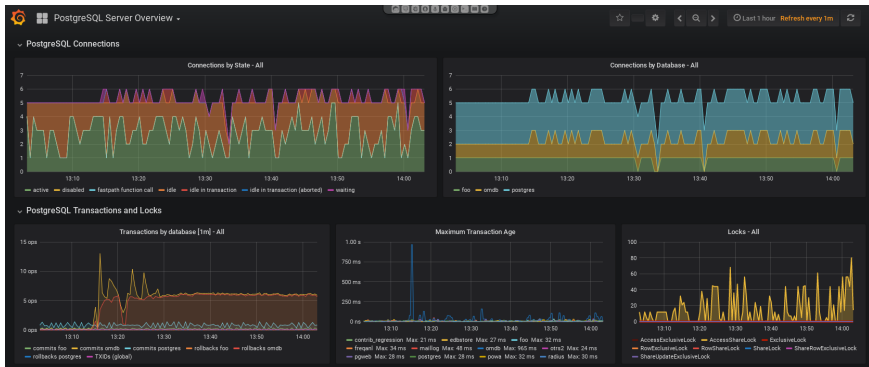 PostgreSQL Server Overview
Last 1 hour Refresh every 1m
PostgreSQL Connections
Connections by State - All
7
6
5
4
3
2
1
0
13:10 13:20 13:30 13:40 13:50 14:00
active disabled fastpath function call idle idle in transaction idle in transaction (aborted) waiting
Connections by Database - All
7
6
5
4
3
2
1
0
13:10 13:20 13:30 13:40 13:50 14:00
foo omdb postgres
PostgreSQL Transactions and Locks
Transactions by database [1m] - All
15 ops
10 ops
5 ops
0 ops
13:10 13:20 13:30 13:40 13:50 14:00
commits foo commits omdb commits postgres rollbacks foo rollbacks omdb
rollbacks postgres TXIDs (global)
Maximum Transaction Age
1.00 s
750 ms
500 ms
250 ms
0 ns
13:10 13:20 13:30 13:40 13:50 14:00
contrib_regression Max: 21 ms edbstore Max: 27 ms foo Max: 32 ms
freqanl Max: 34 ms maillog Max: 48 ms omdb Max: 965 ms otrs2 Max: 24 ms
pgweb Max: 28 ms postgres Max: 28 ms powa Max: 32 ms radius Max: 30 ms
Locks - All
100
80
60
40
20
0
13:10 13:20 13:30 13:40 13:50 14:00
AccessExclusiveLock AccessShareLock ExclusiveLock
RowExclusiveLock RowShareLock ShareLock ShareRowExclusiveLock
ShareUpdateExclusiveLock